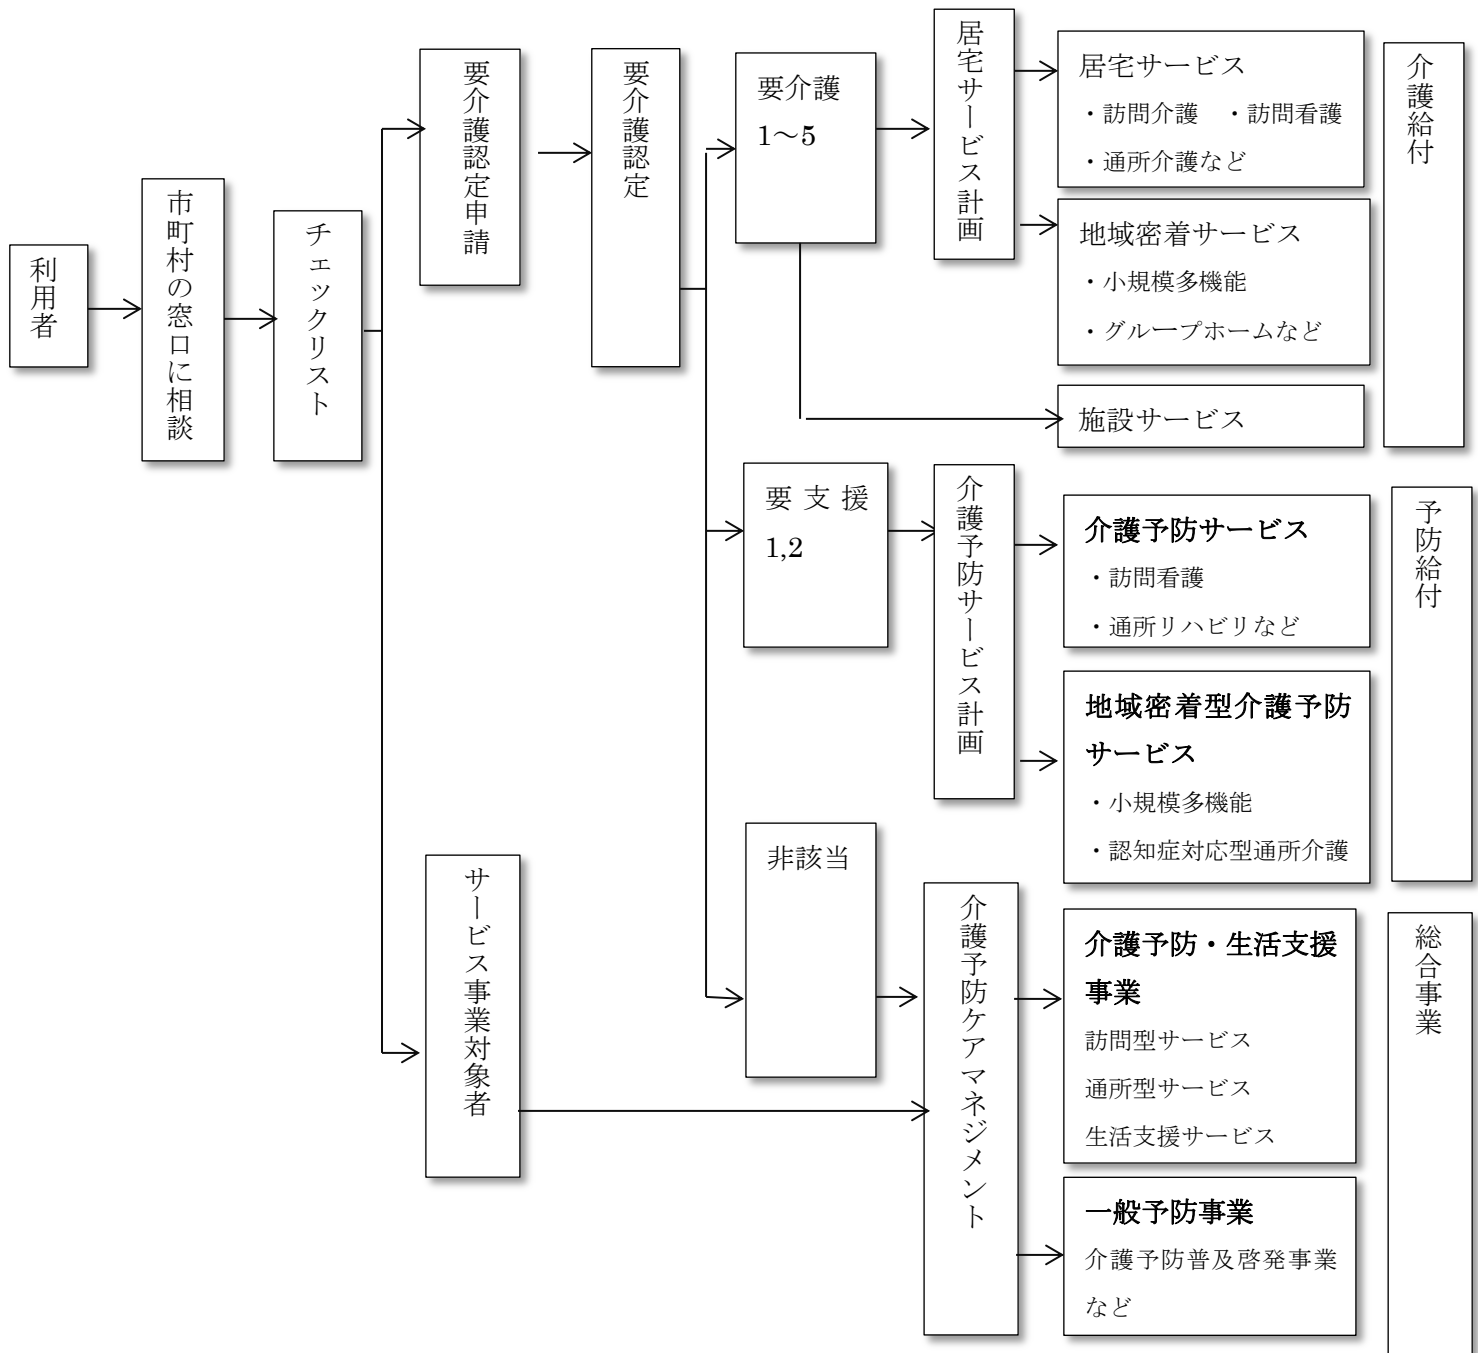 利用者
市町村の窓口に相談
チェックリスト
要介護認定申請
要介護認定
要介護
1～5
居宅サービス計画
居宅サービス
・訪問介護　・訪問看護
・通所介護など
地域密着サービス
・小規模多機能
・グループホームなど
施設サービス
介護給付
要支援
1,2
介護予防サービス計画
介護予防サービス
・訪問看護
・通所リハビリなど
地域密着型介護予防
サービス
・小規模多機能
・認知症対応型通所介護
予防給付
サービス事業対象者
非該当
介護予防ケアマネジメント
介護予防・生活支援
事業
訪問型サービス
通所型サービス
生活支援サービス
一般予防事業
介護予防普及啓発事業
など
総合事業